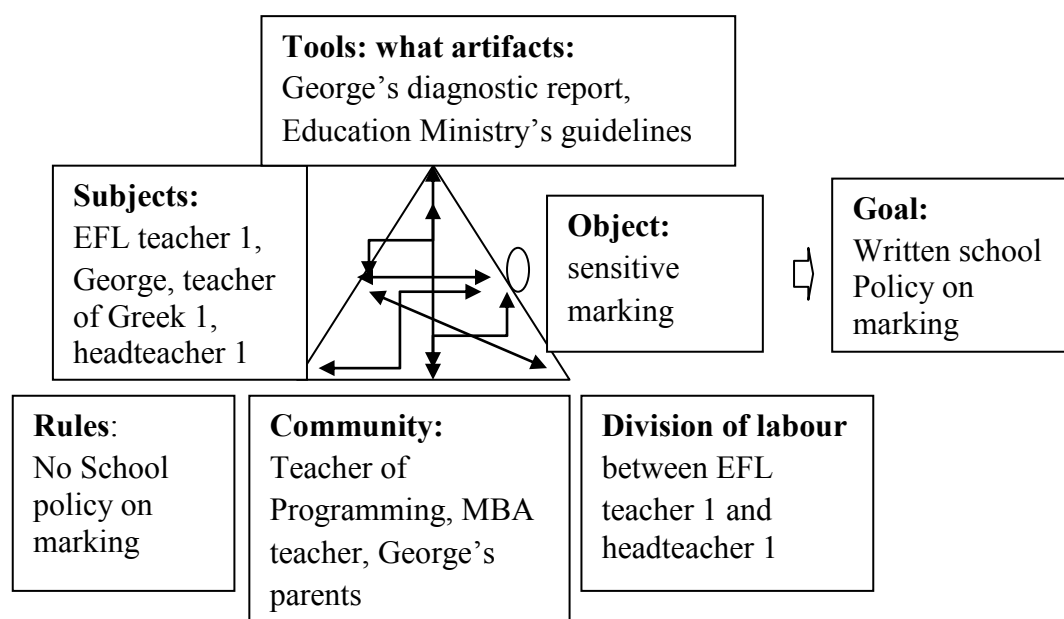 Tools: what artifacts:
George’s diagnostic report,
Education Ministry’s guidelines
Subjects:
EFL teacher 1,
George, teacher
of Greek 1,
headteacher 1
Object:
sensitive
marking
Goal:
Written school
Policy on
marking
Rules:
No School
policy on
marking
Community:
Teacher of
Programming, MBA
teacher, George’s
parents
Division of labour
between EFL
teacher 1 and
headteacher 1